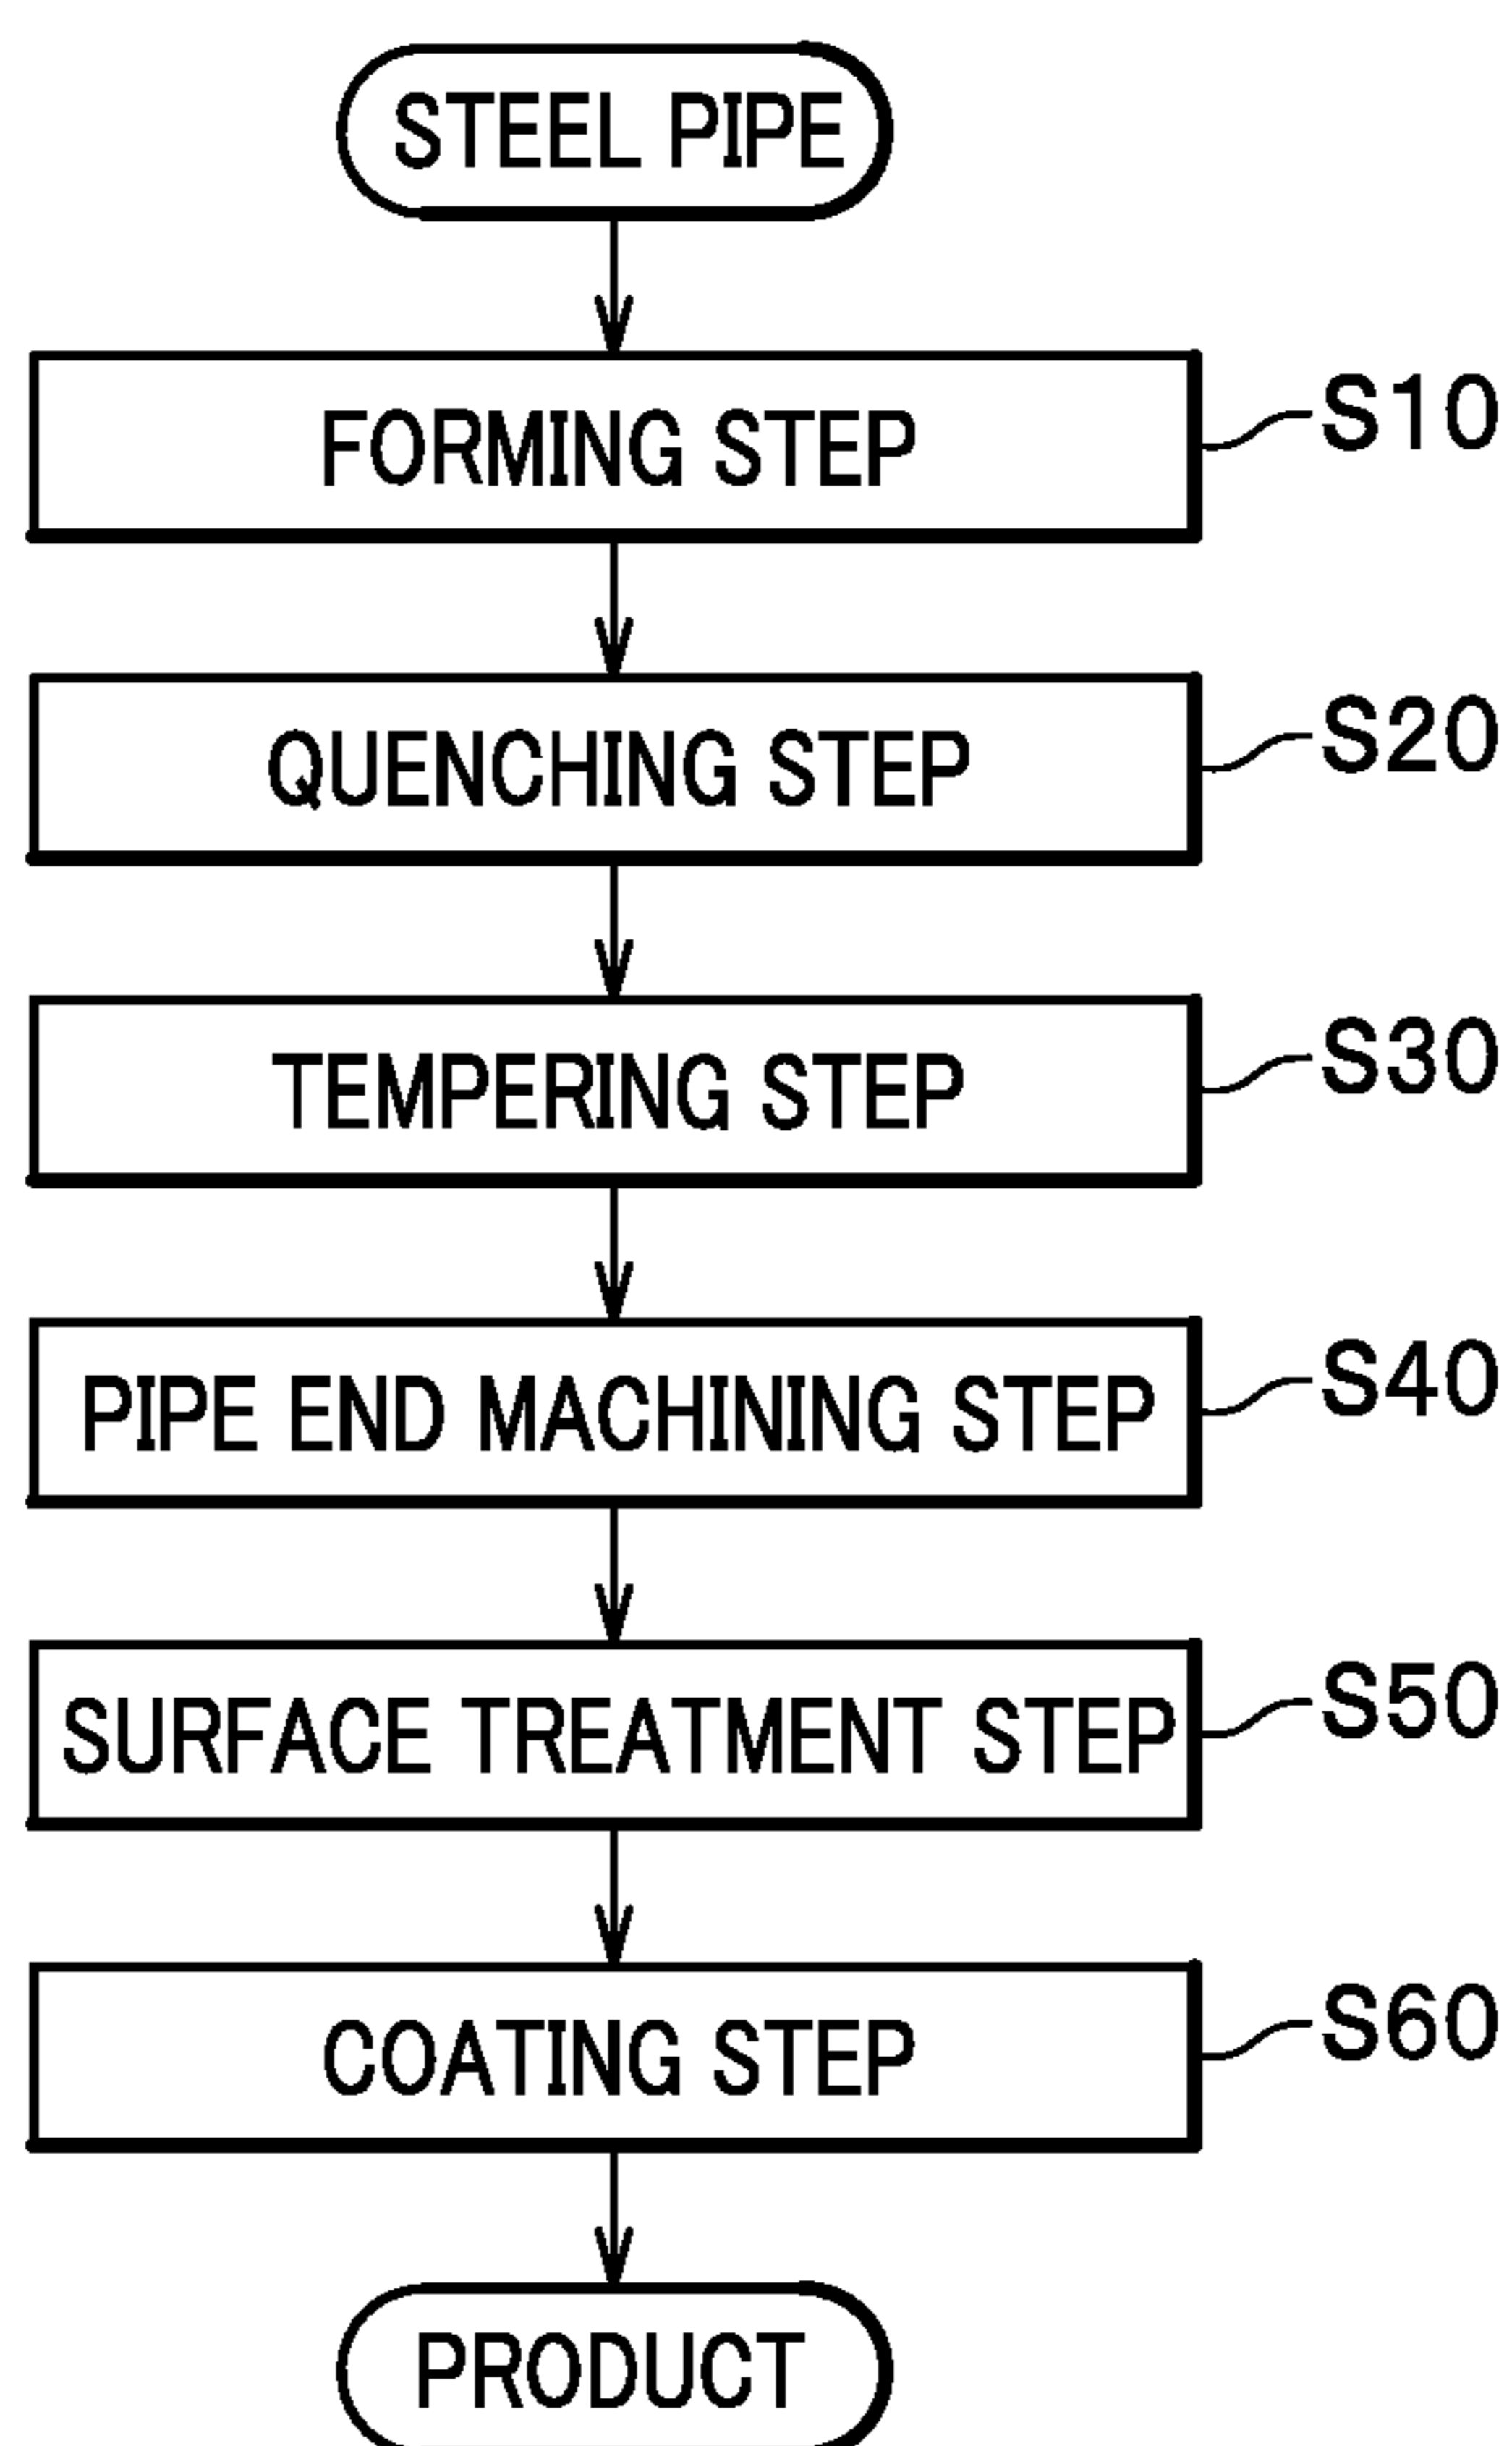 STEEL PIPE
FORMING STEP
S10
QUENCHING STEP
S20
TEMPERING STEP
S30
PIPE END MACHINING STEP
S40
SURFACE TREATMENT STEP
S50
COATING STEP
S60
PRODUCT